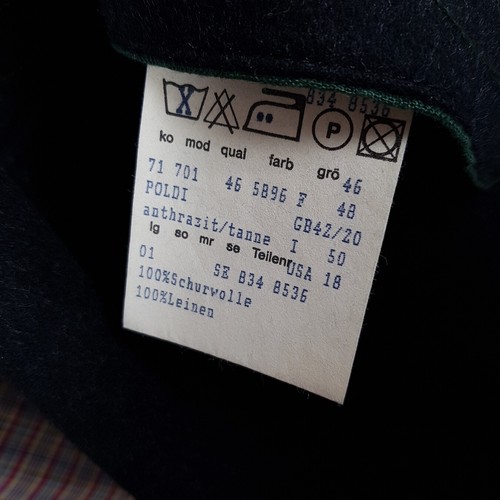 834 8536
P
ko mod qual farb grö
71 701 46 5896 F 46
POLDI 48
anthrazit/tanne GB42/20
lg so mr se Teilenr I 50
01 SE 834 8536 USA 18
100%Schurwolle
100%Leinen